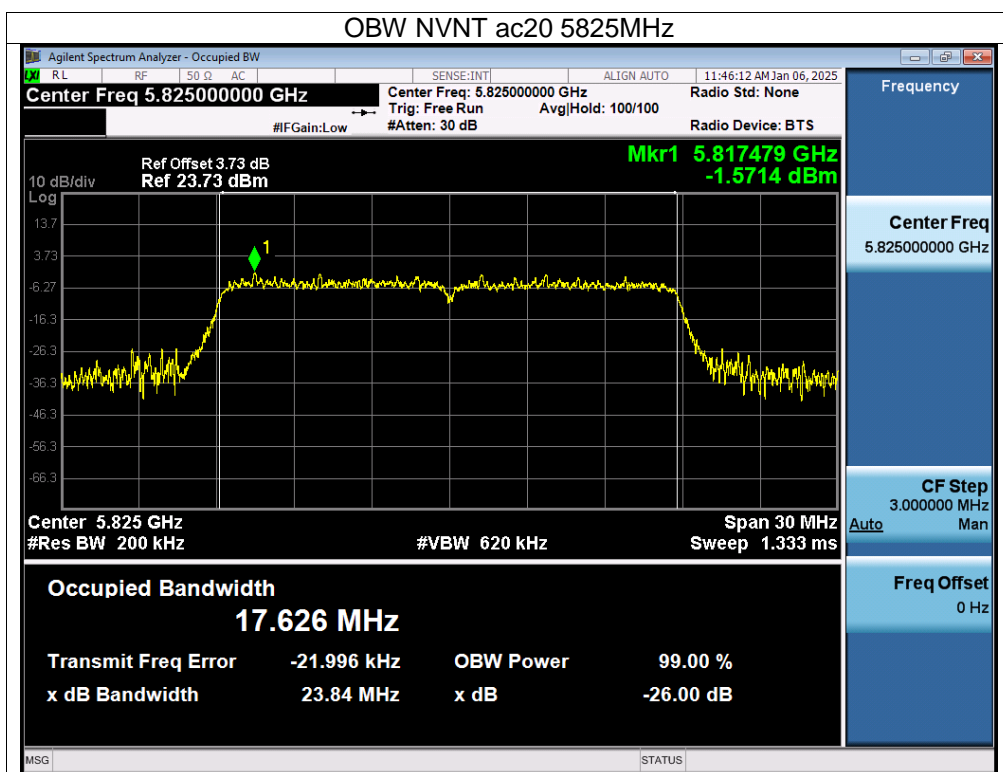 OBW NVNT ac20 5825MHz
Agilent Spectrum Analyzer - Occupied BW
LXI RL RF 50 Ω AC SENSE:INT ALIGN AUTO 11:46:12 AM Jan 06, 2025
Center Freq 5.825000000 GHz
Center Freq: 5.825000000 GHz
Radio Std: None
Trig: Free Run Avg|Hold: 100/100
#IFGain:Low #Atten: 30 dB Radio Device: BTS
Frequency
Mkr1 5.817479 GHz
-1.5714 dBm
Ref Offset 3.73 dB
10 dB/div Ref 23.73 dBm
Log
13.7
3.73
-6.27
-16.3
-26.3
-36.3
-46.3
-56.3
-66.3
1
Center 5.825 GHz Span 30 MHz
#Res BW 200 kHz #VBW 620 kHz Sweep 1.333 ms
Occupied Bandwidth
17.626 MHz
Transmit Freq Error -21.996 kHz OBW Power 99.00 %
x dB Bandwidth 23.84 MHz x dB -26.00 dB
Center Freq
5.825000000 GHz
CF Step
3.000000 MHz
Auto Man
Freq Offset
0 Hz
MSG STATUS